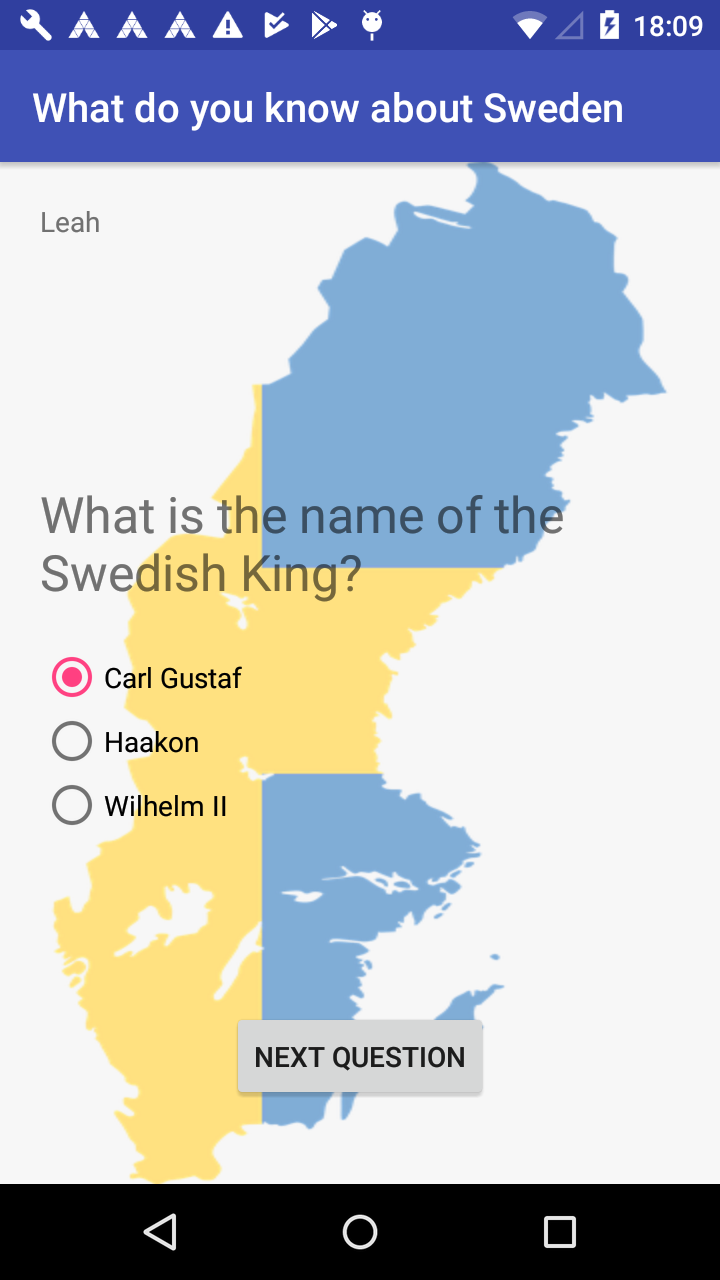 18:09
What do you know about Sweden
Leah
What is the name of the
Swedish King?
Carl Gustaf
Haakon
Wilhelm II
NEXT QUESTION